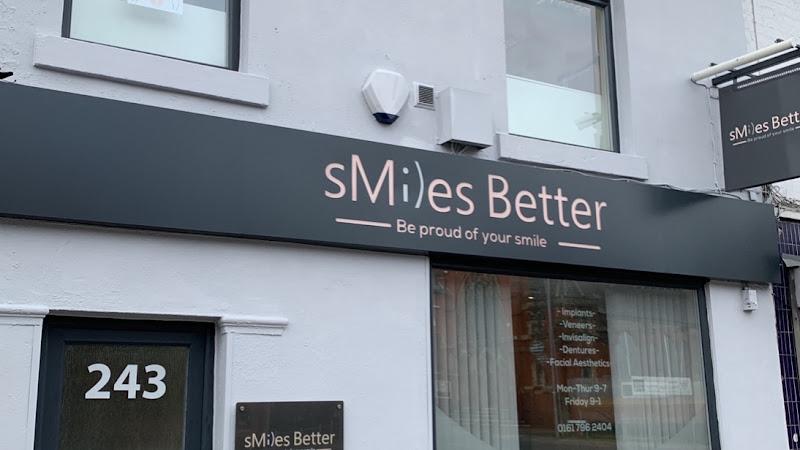 sMi)es Better
Be proud of your smile
sMi)es Bett
Be proud of your smile
-Implants-
-Veneers-
-Invisalign-
-Dentures-
-Facial Aesthetics
Mon-Thur 9-7
Friday 9-1
0161 796 2404
243
sMi)es Better